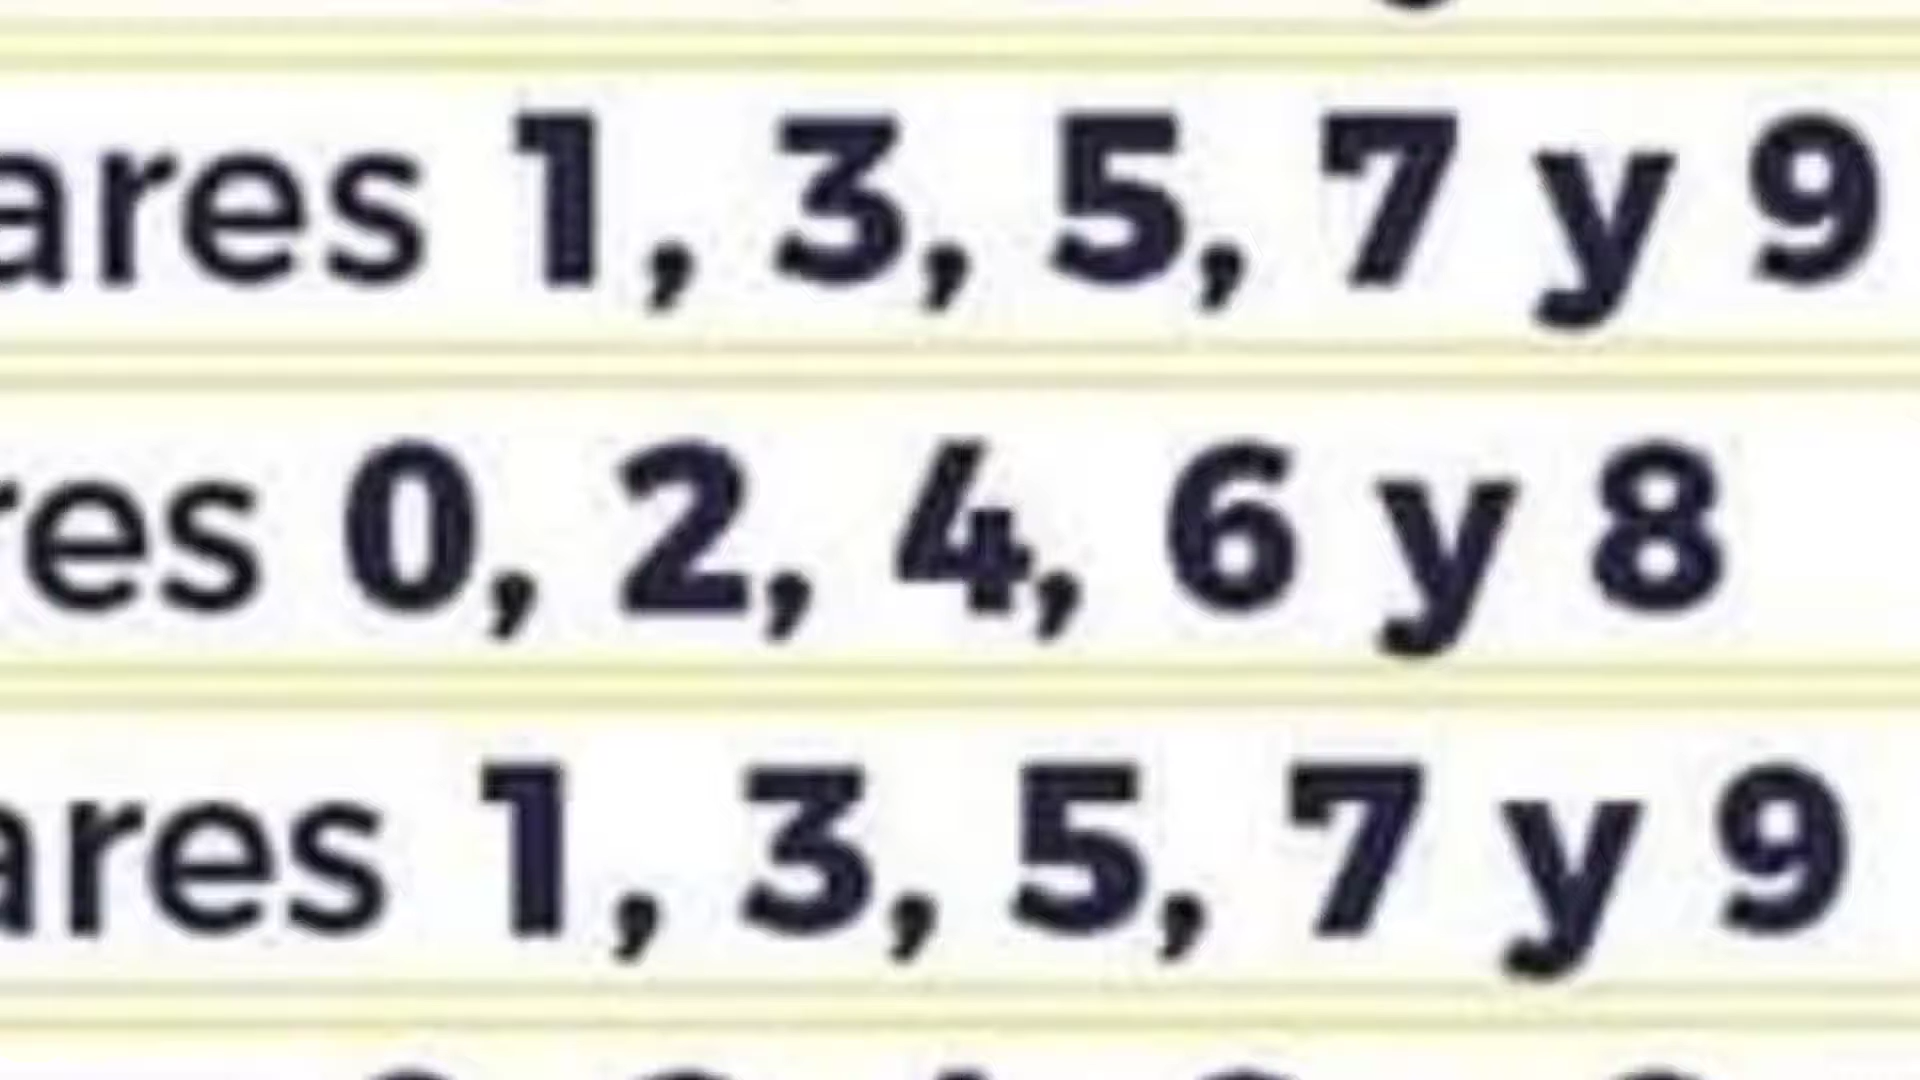 ares 1, 3, 5, 7 y 9
res 0, 2, 4, 6 y 8
ares 1, 3, 5, 7 y 9